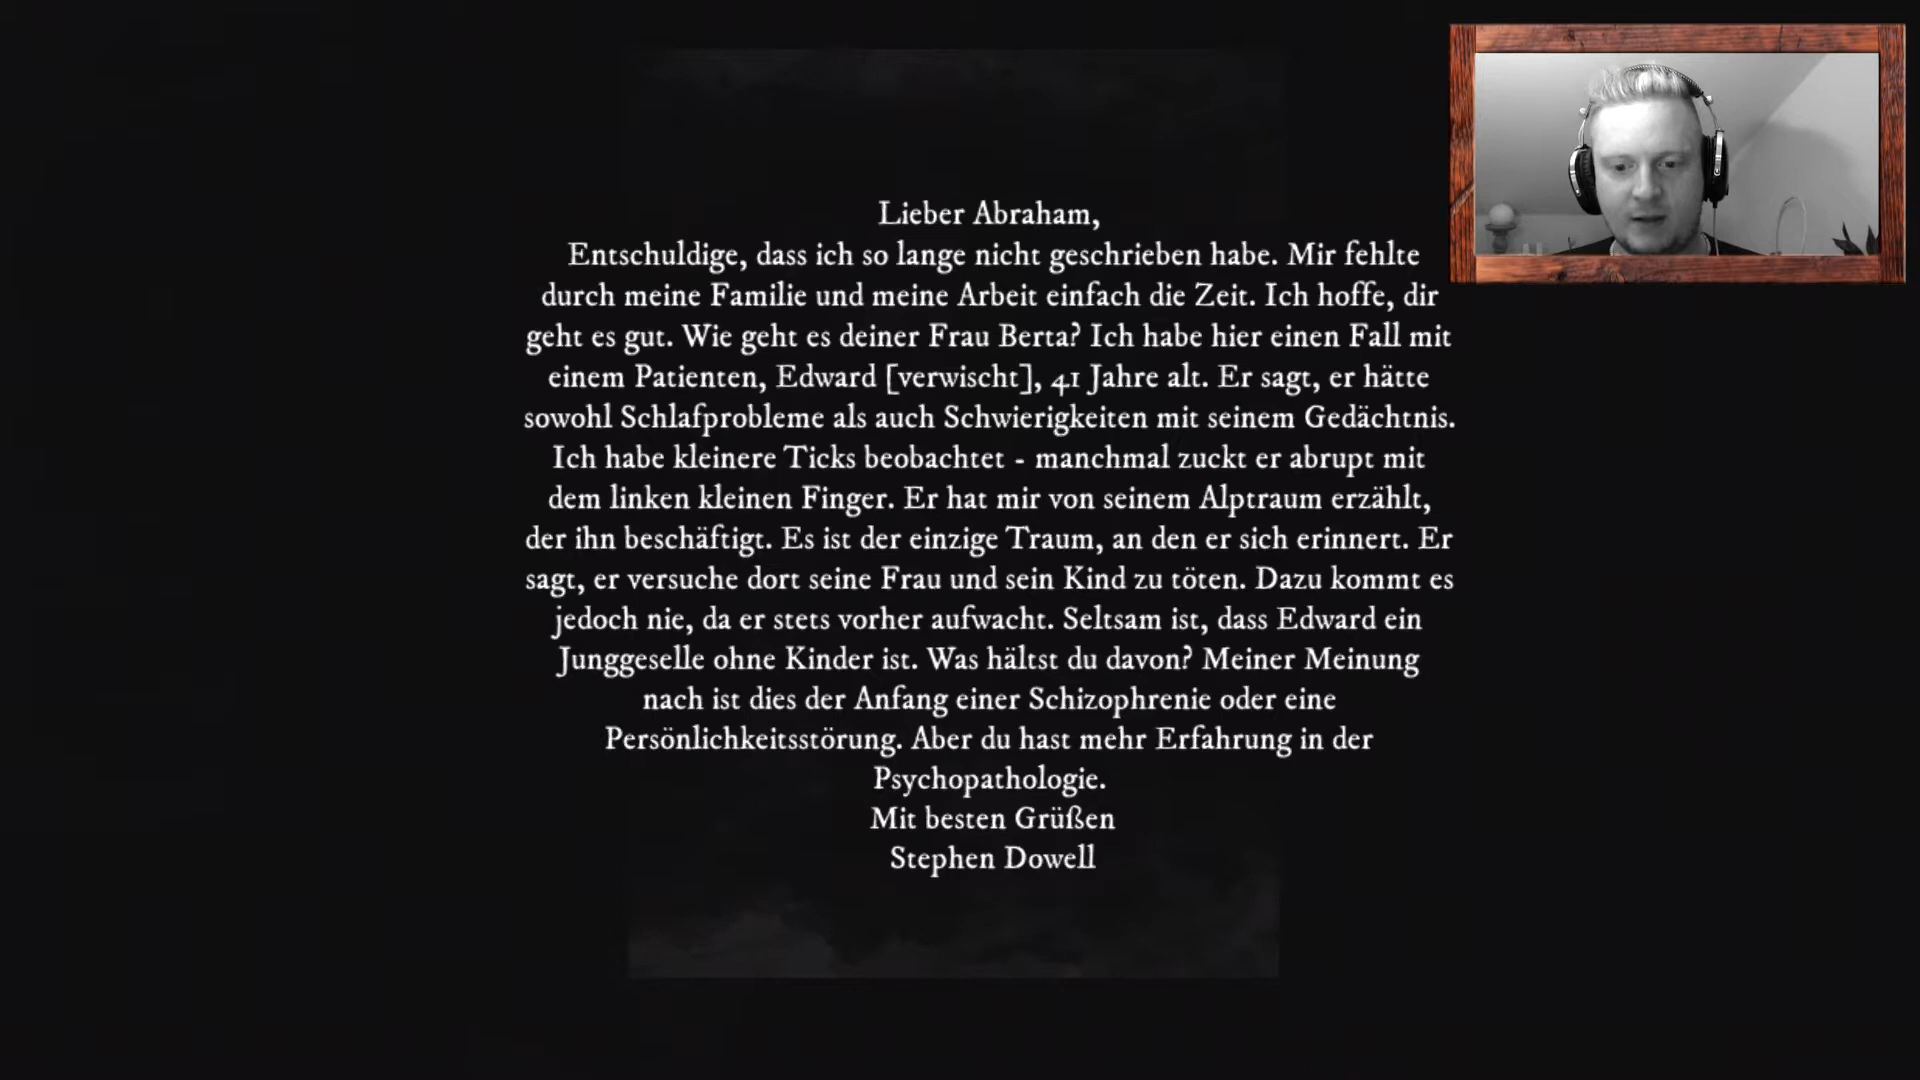 Lieber Abraham,
Entschuldige, dass ich so lange nicht geschrieben habe. Mir fehlte
durch meine Familie und meine Arbeit einfach die Zeit. Ich hoffe, dir
geht es gut. Wie geht es deiner Frau Berta? Ich habe hier einen Fall mit
einem Patienten, Edward [verwischt], 41 Jahre alt. Er sagt, er hätte
sowohl Schlafprobleme als auch Schwierigkeiten mit seinem Gedächtnis.
Ich habe kleinere Ticks beobachtet - manchmal zuckt er abrupt mit
dem linken kleinen Finger. Er hat mir von seinem Alptraum erzählt,
der ihn beschäftigt. Es ist der einzige Traum, an den er sich erinnert. Er
sagt, er versuche dort seine Frau und sein Kind zu töten. Dazu kommt es
jedoch nie, da er stets vorher aufwacht. Seltsam ist, dass Edward ein
Junggeselle ohne Kinder ist. Was hältst du davon? Meiner Meinung
nach ist dies der Anfang einer Schizophrenie oder eine
Persönlichkeitsstörung. Aber du hast mehr Erfahrung in der
Psychopathologie.
Mit besten Grüßen
Stephen Dowell